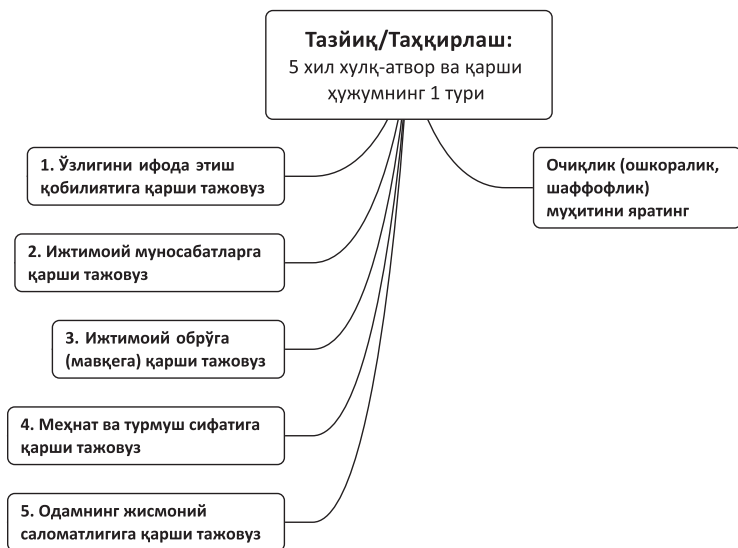 Тазйиқ/Таҳқирлаш:
5 хил хулқ-атвор ва қарши
ҳужумнинг 1 тури
1. Ўзлигини ифода этиш
қобилиятига қарши тажовуз
2. Ижтимоий муносабатларга
қарши тажовуз
3. Ижтимоий обрўга
(мавқега) қарши тажовуз
4. Меҳнат ва турмуш сифатига
қарши тажовуз
5. Одамнинг жисмоний
саломатлигига қарши тажовуз
Очиқлик (ошкоралик,
шаффофлик)
муҳитини яратинг